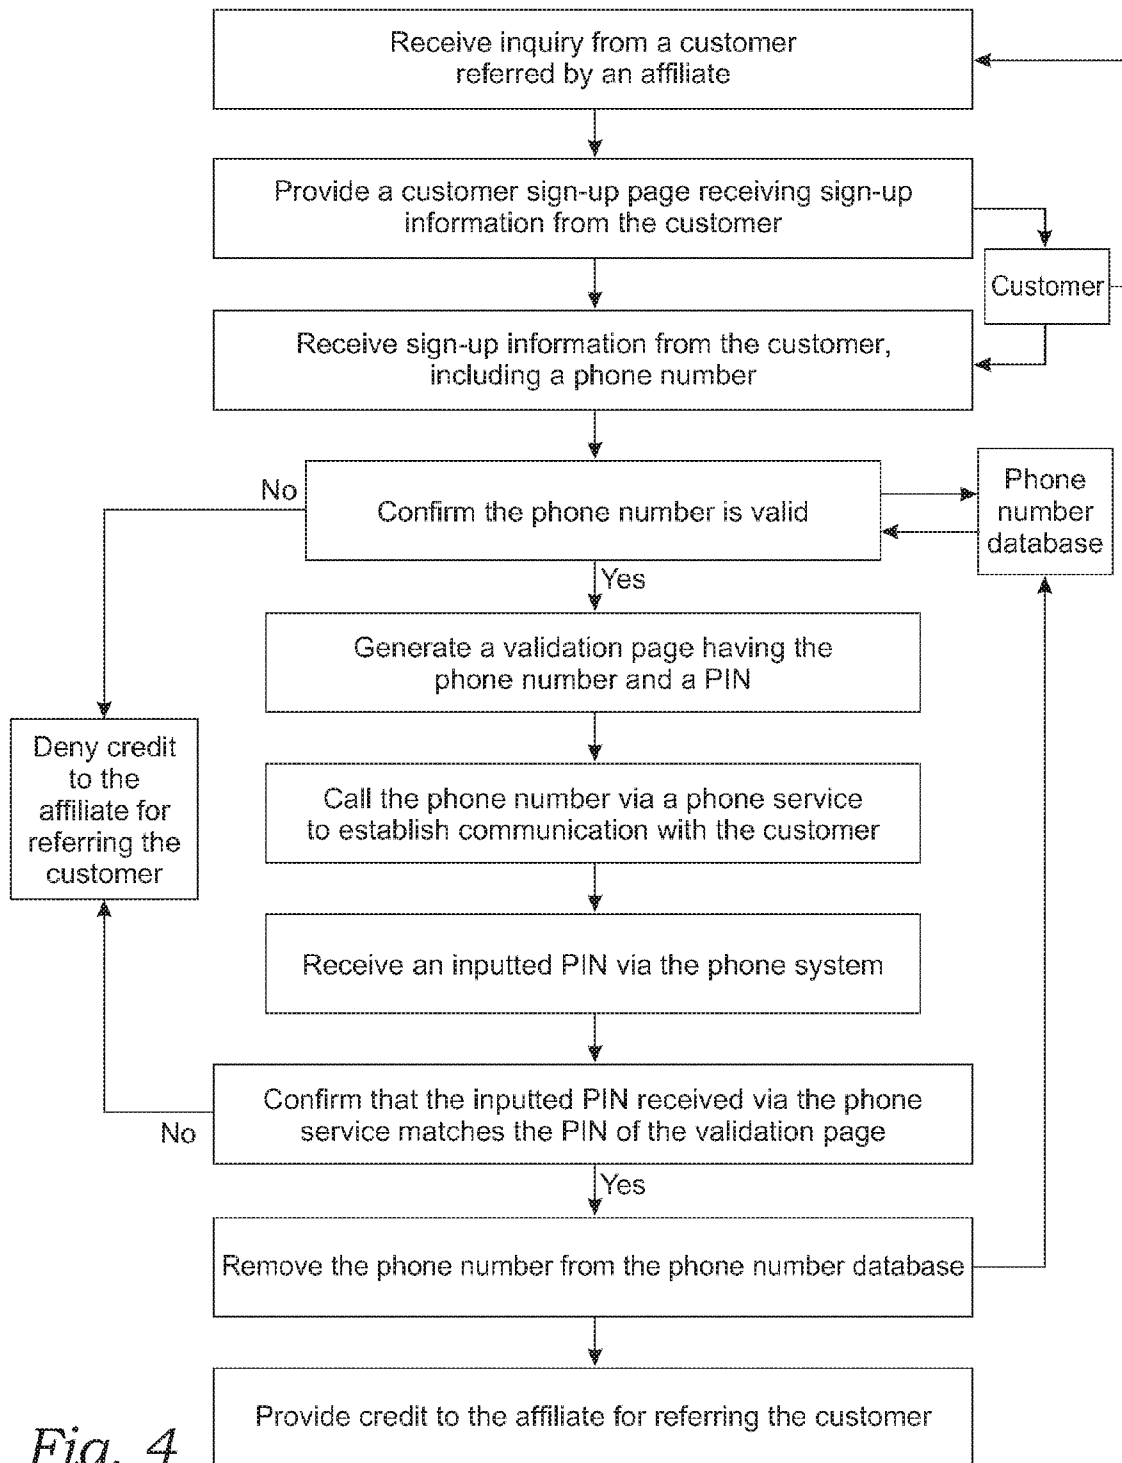 Receive inquiry from a customer
referred by an affiliate
Provide a customer sign-up page receiving sign-up
information from the customer
Customer
Receive sign-up information from the customer,
including a phone number
No
Confirm the phone number is valid
Phone
number
database
Yes
Generate a validation page having the
phone number and a PIN
Deny credit
to the
affiliate for
referring the
customer
Call the phone number via a phone service
to establish communication with the customer
Receive an inputted PIN via the phone system
Confirm that the inputted PIN received via the phone
service matches the PIN of the validation page
No
Yes
Remove the phone number from the phone number database
Provide credit to the affiliate for referring the customer
Fig. 4